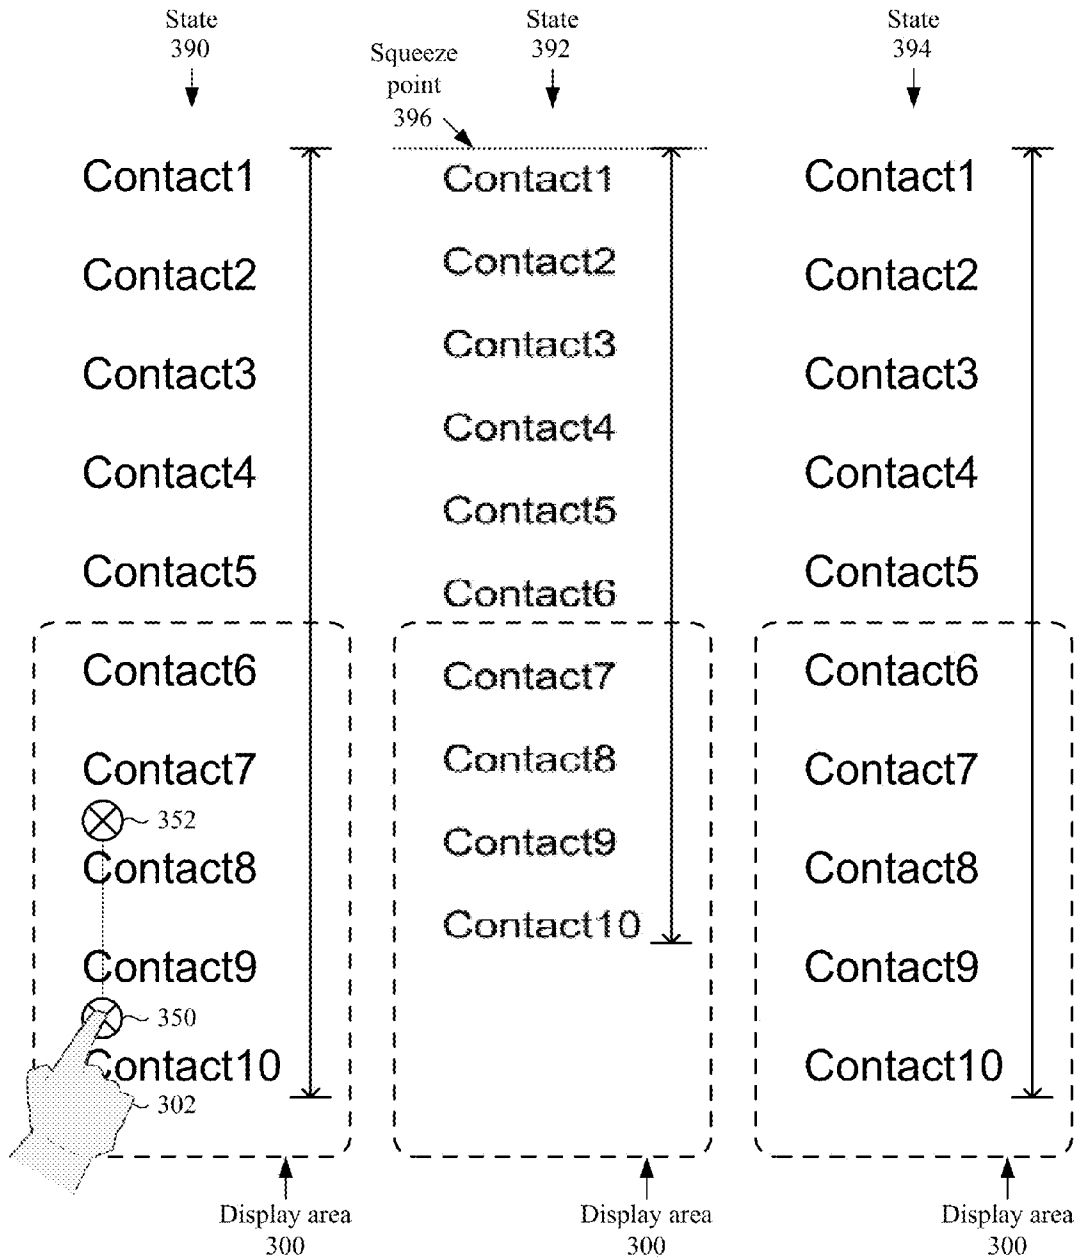 State
390
Squeeze
point
396
State
392
State
394
Contact1
Contact2
Contact3
Contact4
Contact5
Contact6
Contact7
352
Contact8
Contact9
350
Contact10
302
Display area
300
Contact1
Contact2
Contact3
Contact4
Contact5
Contact6
Contact7
Contact8
Contact9
Contact10
Display area
300
Contact1
Contact2
Contact3
Contact4
Contact5
Contact6
Contact7
Contact8
Contact9
Contact10
Display area
300